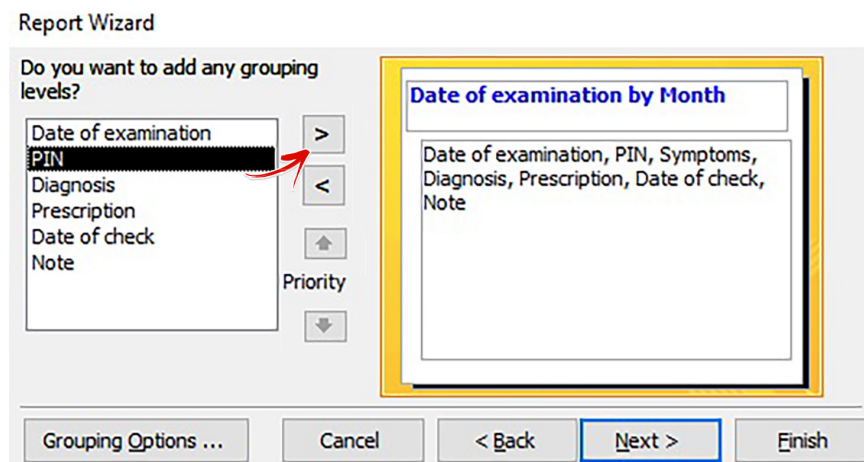 Report Wizard
Do you want to add any grouping
levels?
Date of examination
PIN
Diagnosis
Prescription
Date of check
Note
>
<
Priority
Date of examination by Month
Date of examination, PIN, Symptoms,
Diagnosis, Prescription, Date of check,
Note
Grouping Options ...
Cancel
< Back
Next >
Finish